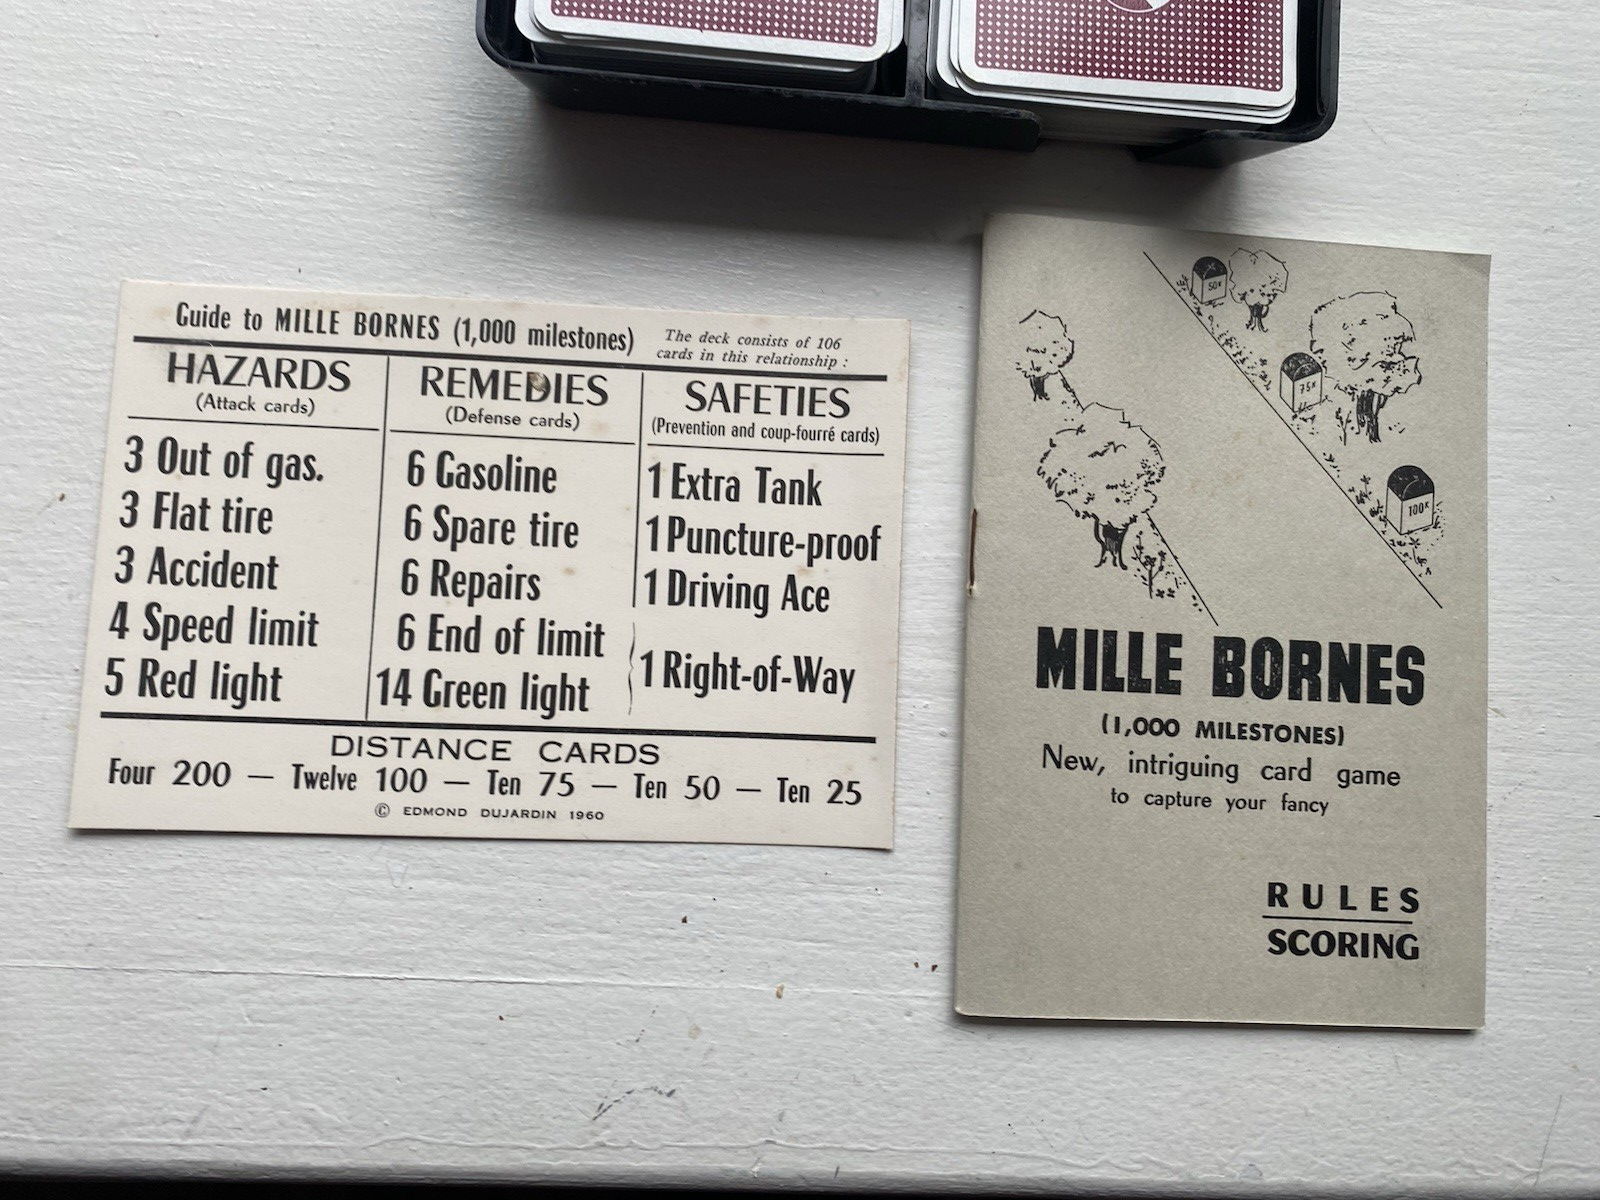 Guide to MILLE BORNES (1,000 milestones)
The deck consists of 106
cards in this relationship :
HAZARDS
(Attack cards)
3 Out of gas.
3 Flat tire
3 Accident
4 Speed limit
5 Red light
REMEDIES
(Defense cards)
6 Gasoline
6 Spare tire
6 Repairs
6 End of limit
14 Green light
SAFETIES
(Prevention and coup-fourré cards)
1 Extra Tank
1 Puncture-proof
1 Driving Ace
1 Right-of-Way
DISTANCE CARDS
Four 200 — Twelve 100 — Ten 75 — Ten 50 — Ten 25
© EDMOND DUJARDIN 1960
50K
75K
100K
MILLE BORNES
(1,000 MILESTONES)
New, intriguing card game
to capture your fancy
RULES
SCORING